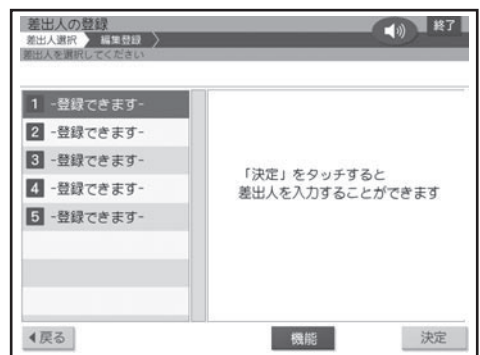 差出人の登録
終了
差出人選択 編集登録
差出人を選択してください
1 -登録できます-
2 -登録できます-
3 -登録できます-
4 -登録できます-
5 -登録できます-
「決定」をタッチすると
差出人を入力することができます
戻る
機能
決定